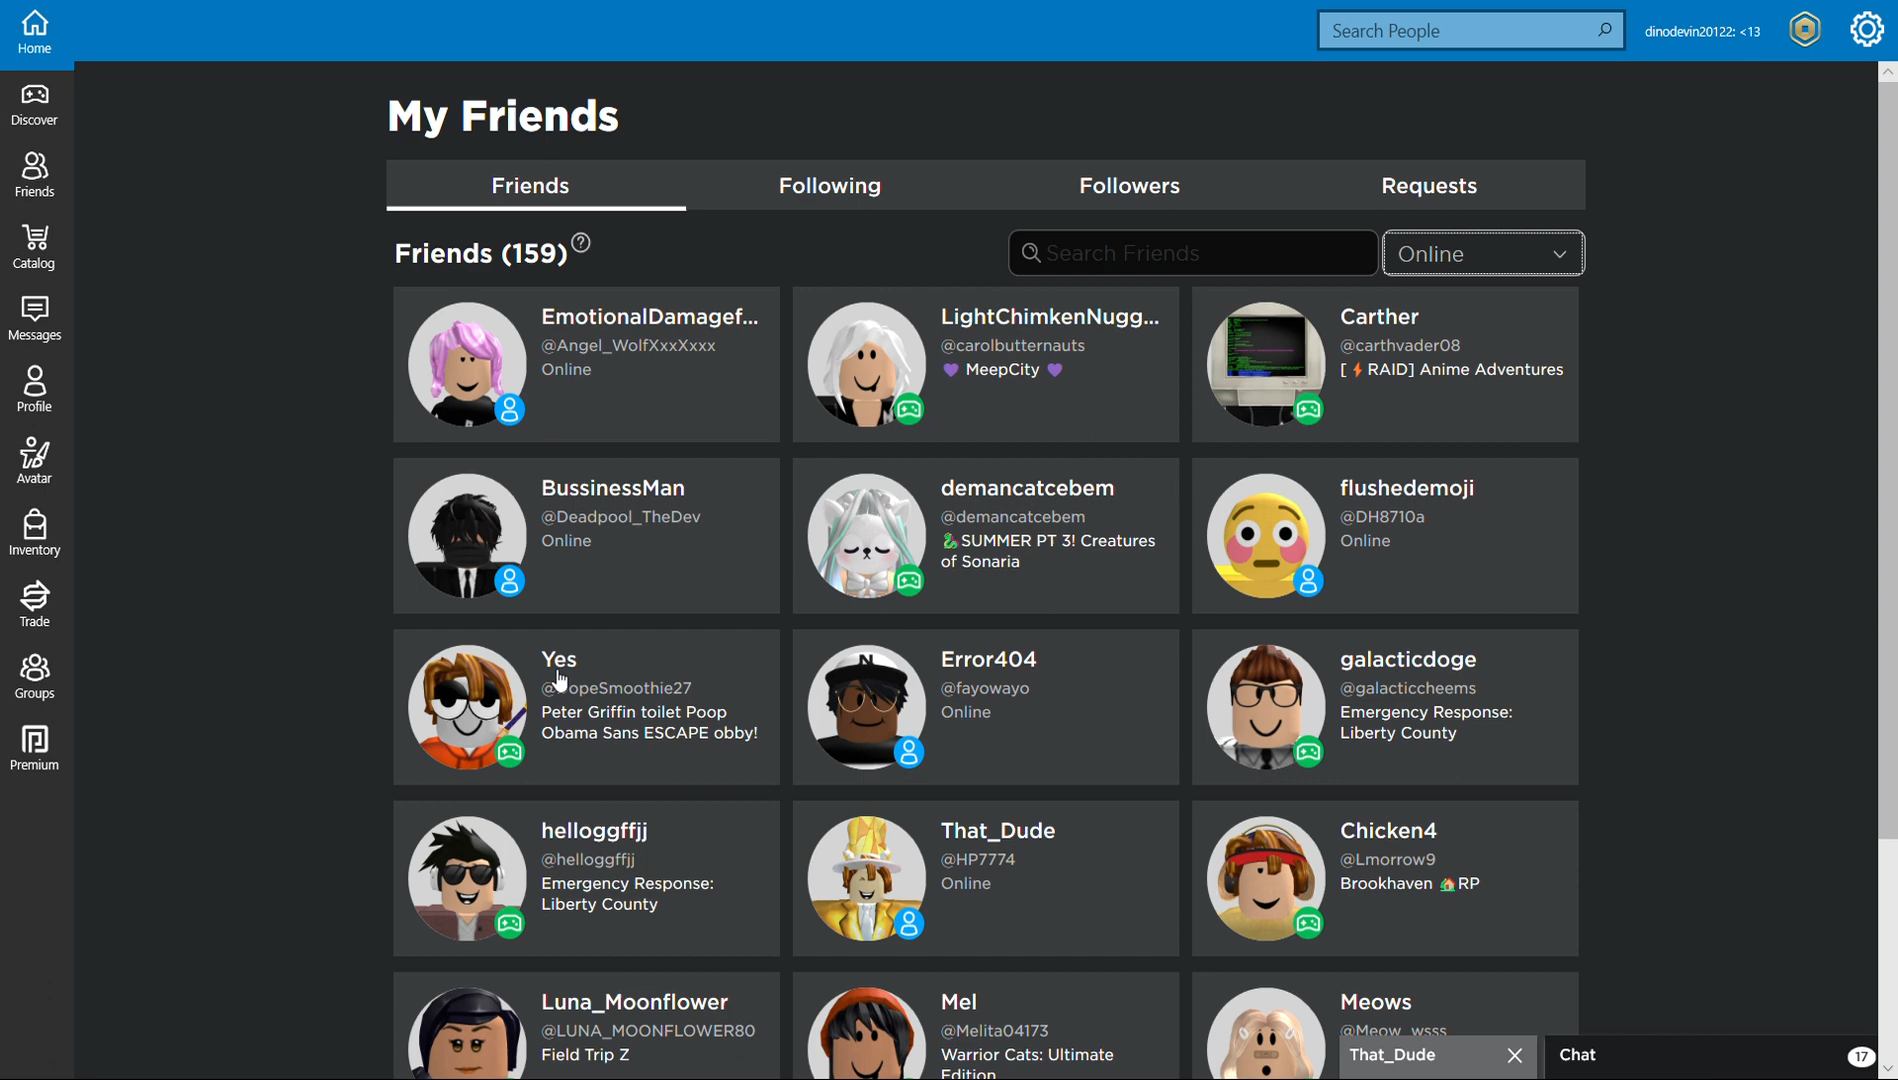 Home
Search People
dinodevin20122: <13
Discover
Friends
Catalog
Messages
Profile
Avatar
Inventory
Trade
Groups
Premium
My Friends
Friends
Following
Followers
Requests
Friends (159)
?
Search Friends
Online
EmotionalDamagef...
@Angel_WolfXxxXxxx
Online
LightChimkenNugg...
@carolbutternauts
💜 MeepCity 💜
Carther
@carthvader08
[⚡RAID] Anime Adventures
BussinessMan
@Deadpool_TheDev
Online
demancatcebem
@demancatcebem
🐉SUMMER PT 3! Creatures
of Sonaria
flushedemoji
@DH8710a
Online
Yes
Peter Griffin toilet Poop
Obama Sans ESCAPE obby!
Error404
@fayowayo
Online
N
galacticdoge
@galacticcheems
Emergency Response:
Liberty County
helloggffjj
@helloggffjj
Emergency Response:
Liberty County
That_Dude
@HP7774
Online
Chicken4
@Lmorrow9
Brookhaven 🏡RP
Luna_Moonflower
@LUNA_MOONFLOWER80
Field Trip Z
Mel
@Melita04173
Warrior Cats: Ultimate
Edition
Meows
@Meow_wsss
That_Dude
Chat
17